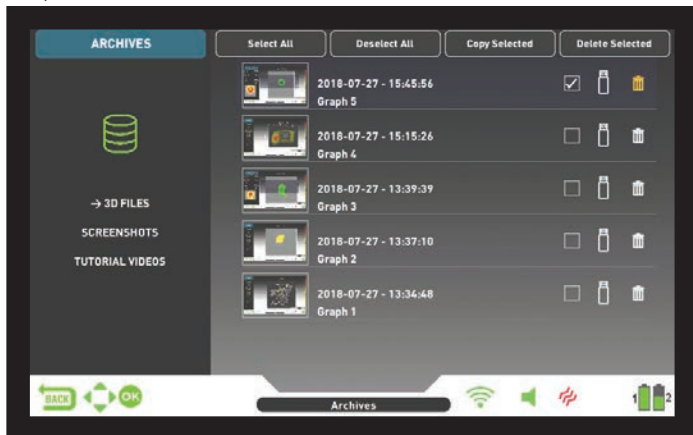 ARCHIVES
Select All
Deselect All
Copy Selected
Delete Selected
2018-07-27 - 15:45:56
Graph 5
2018-07-27 - 15:15:26
Graph 4
2018-07-27 - 13:39:39
Graph 3
2018-07-27 - 13:37:10
Graph 2
2018-07-27 - 13:34:48
Graph 1
→ 3D FILES
SCREENSHOTS
TUTORIAL VIDEOS
BACK
OK
Archives
1
2